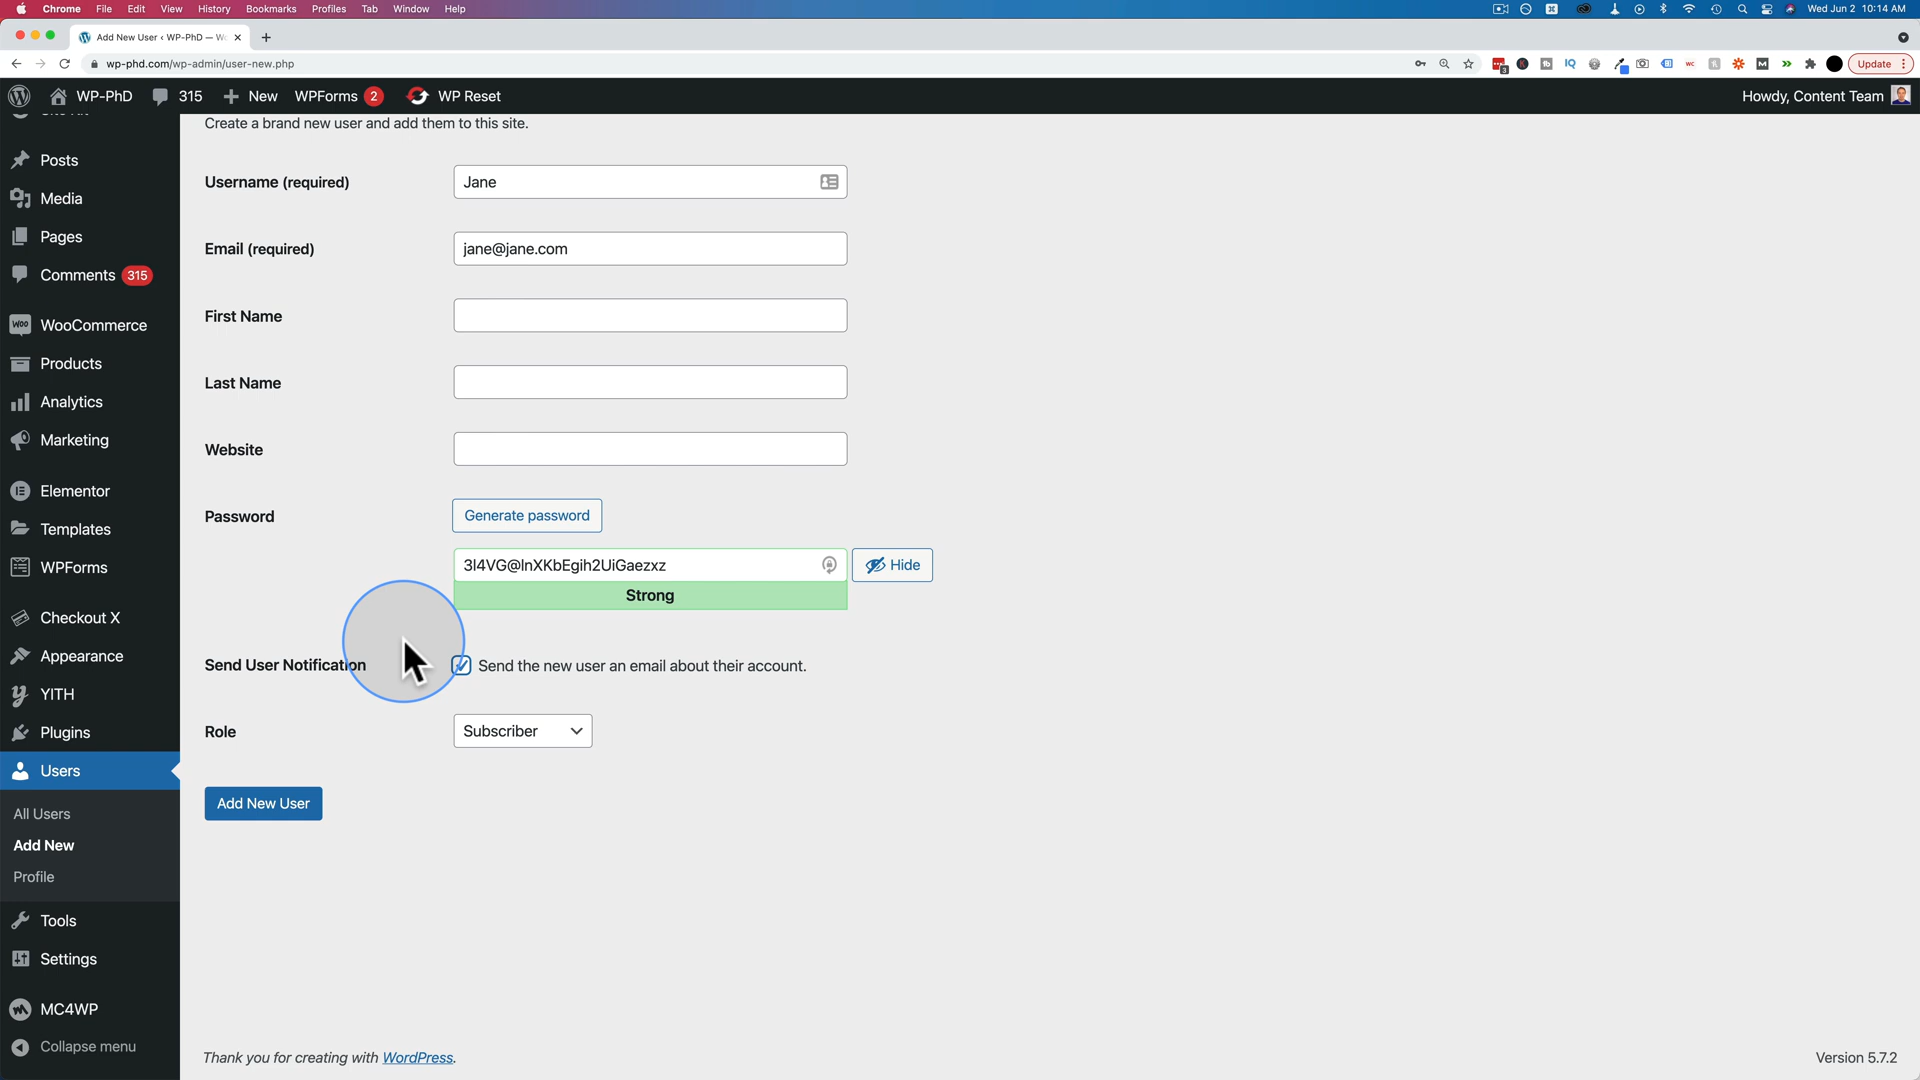 Chrome File Edit View History Bookmarks Profiles Tab Window Help
Wed Jun 2 10:14 AM
Add New User ‹ WP-PhD — W
wp-phd.com/wp-admin/user-new.php
IQ
Update
WP-PhD 315 New WPForms 2 WP Reset
Howdy, Content Team
Create a brand new user and add them to this site.
Posts
Media
Pages
Comments 315
WooCommerce
Products
Analytics
Marketing
Elementor
Templates
WPForms
Checkout X
Appearance
YITH
Plugins
Users
All Users
Add New
Profile
Tools
Settings
MC4WP
Collapse menu
Username (required)
Jane
Email (required)
jane@jane.com
First Name
Last Name
Website
Password
Generate password
Hide
Strong
Send User Notification
Send the new user an email about their account.
Role
Subscriber
Add New User
Thank you for creating with WordPress.
Version 5.7.2